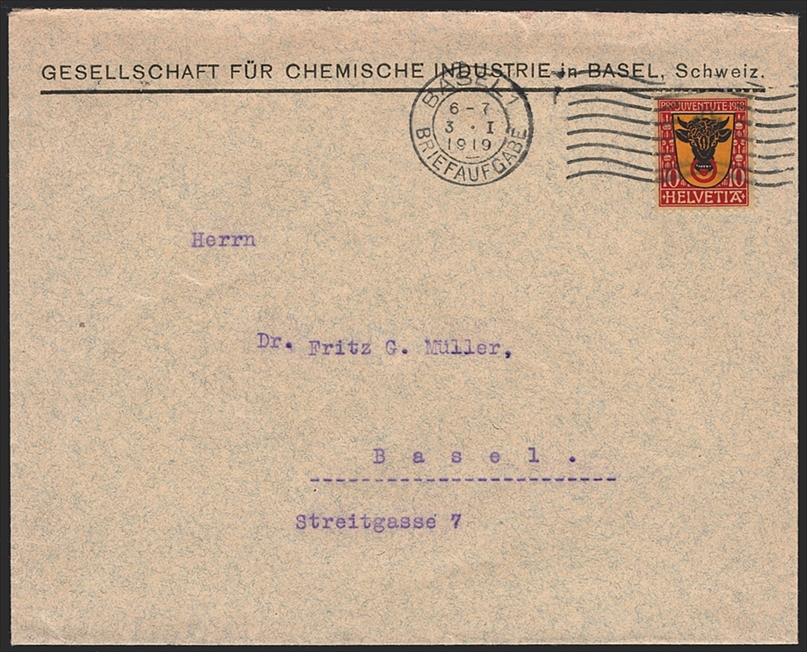 GESELLSCHAFT FÜR CHEMISCHE INDUSTRIE in BASEL, Schweiz.
BASEL 1
6-7
3 . I
1919
BRIEFAUFGABE
PRO JUVENTUTE 1918
10 10
HELVETIA
Herrn
Dr. Fritz G. Müller,
Basel.
Streitgasse 7